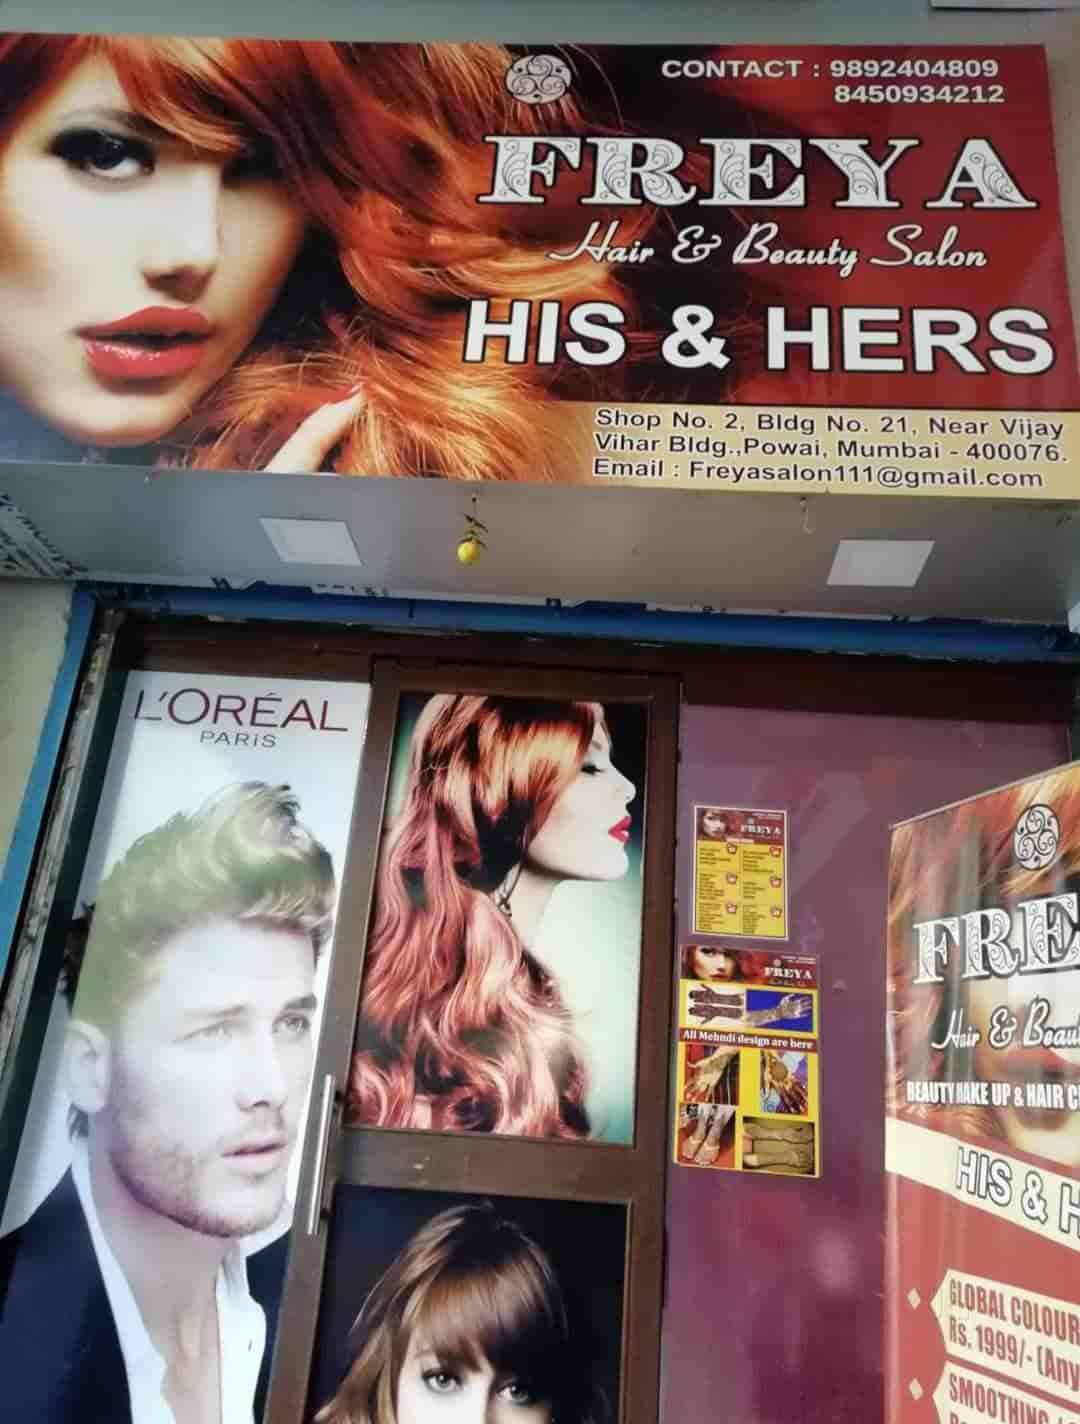 CONTACT : 9892404809
8450934212
FREYA
Hair & Beauty Salon
HIS & HERS
Shop No. 2, Bldg No. 21, Near Vijay
Vihar Bldg.,Powai, Mumbai - 400076.
Email : Freyasalon111@gmail.com
L'ORÉAL
PARIS
FREYA
FREYA
All Mehndi design are here
FRE
Hair & Beau
BEAUTY MAKE UP & HAIR C
HIS & H
GLOBAL COLOUR
Rs. 1999/- (Any
SMOOTHING